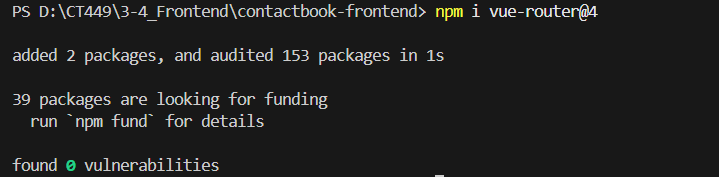 PS D:\CT449\3-4_Frontend\contactbook-frontend> npm i vue-router@4
added 2 packages, and audited 153 packages in 1s
39 packages are looking for funding
  run `npm fund` for details
found 0 vulnerabilities